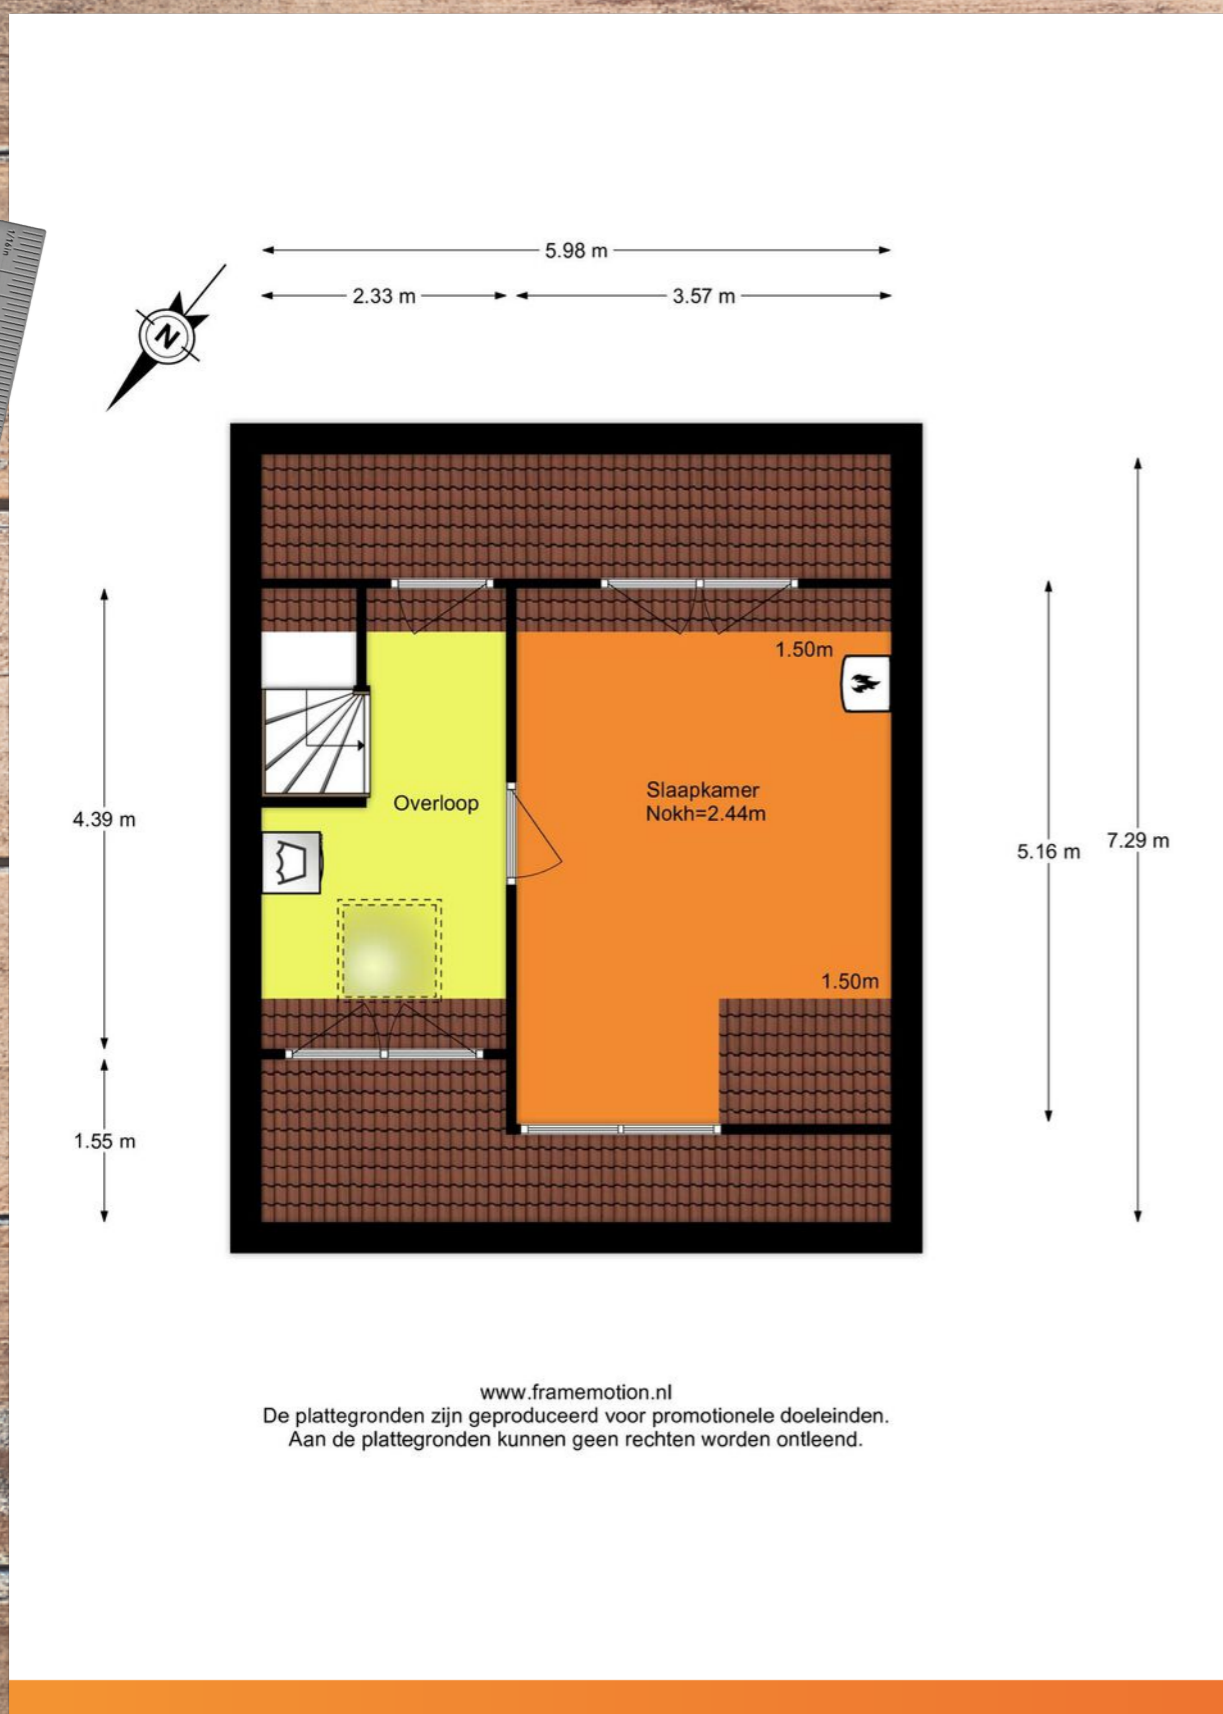 1/16in
5.98 m
2.33 m
3.57 m
N
1.50m
Slaapkamer
Nokh=2.44m
Overloop
4.39 m
5.16 m
7.29 m
1.50m
1.55 m
www.framemotion.nl
De plattegronden zijn geproduceerd voor promotionele doeleinden.
Aan de plattegronden kunnen geen rechten worden ontleend.